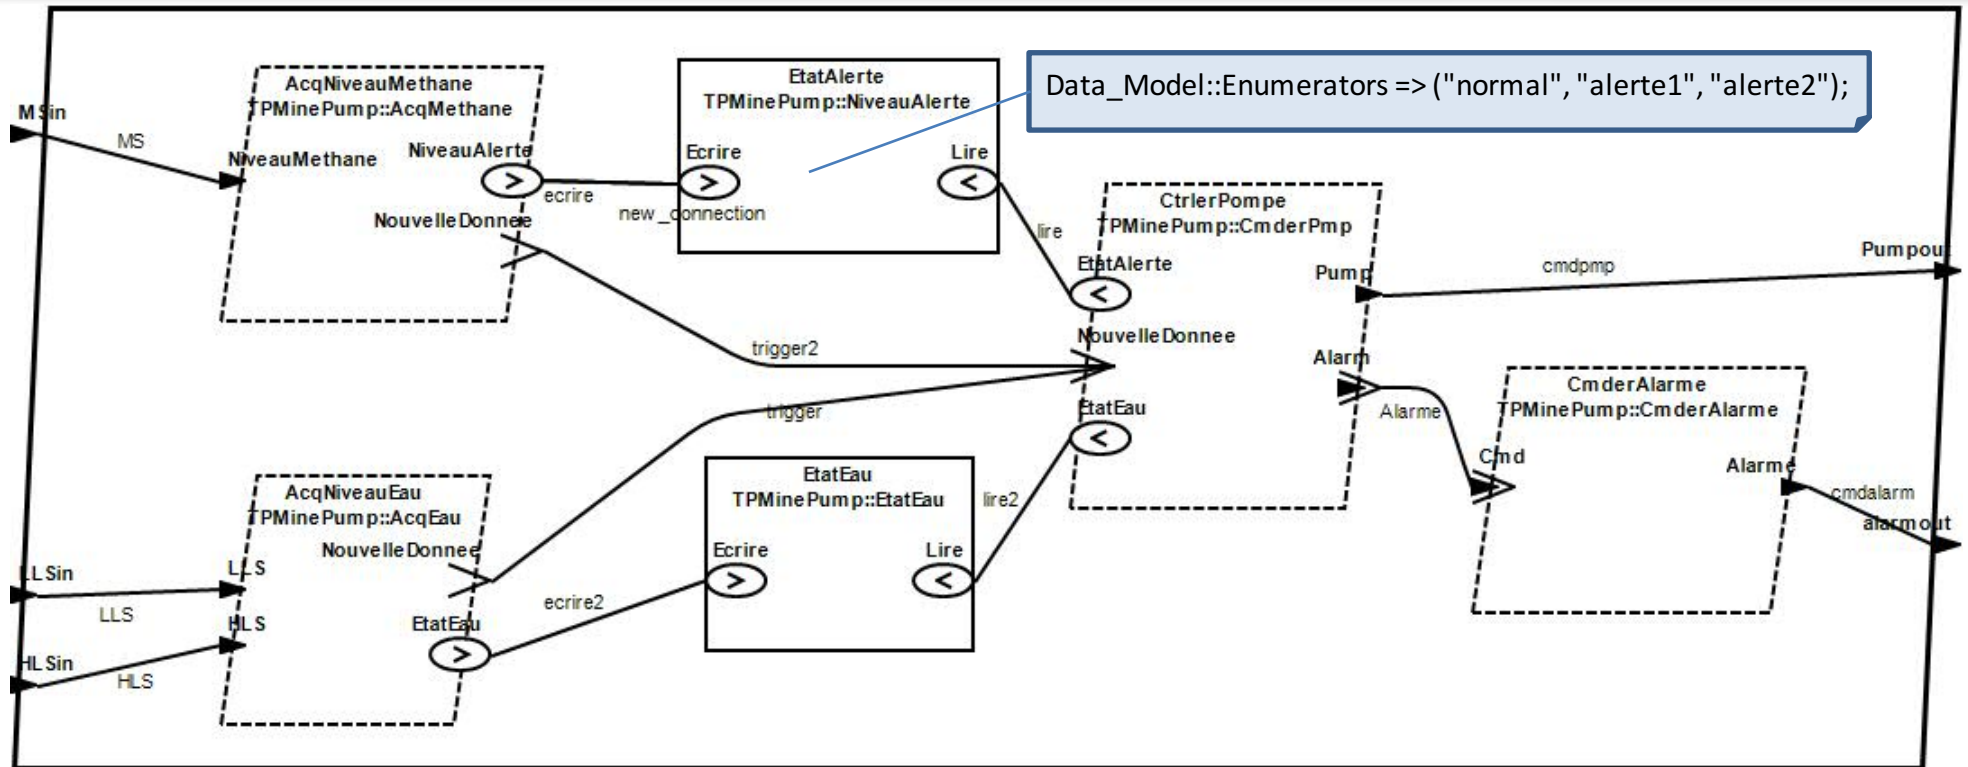 MSin
MS
AcqNiveauMethane
TPMinePump::AcqMethane
NiveauMethane
NiveauAlerte
NouvelleDonnee
ecrire
new_connection
EtatAlerte
TPMinePump::NiveauAlerte
Ecrire
Lire
Data_Model::Enumerators => ("normal", "alerte1", "alerte2");
lire
CtrlerPompe
TPMinePump::CmderPmp
EtatAlerte
Pump
NouvelleDonnee
Alarm
EtatEau
cmdpmp
Pumpout
trigger2
trigger
Alarme
CmderAlarme
TPMinePump::CmderAlarme
Cmd
Alarme
cmdalarm
alarmout
AcqNiveauEau
TPMinePump::AcqEau
NouvelleDonnee
LLSin
LLS
LLS
HLS
EtatEau
HLSin
HLS
ecrire2
EtatEau
TPMinePump::EtatEau
Ecrire
Lire
lire2